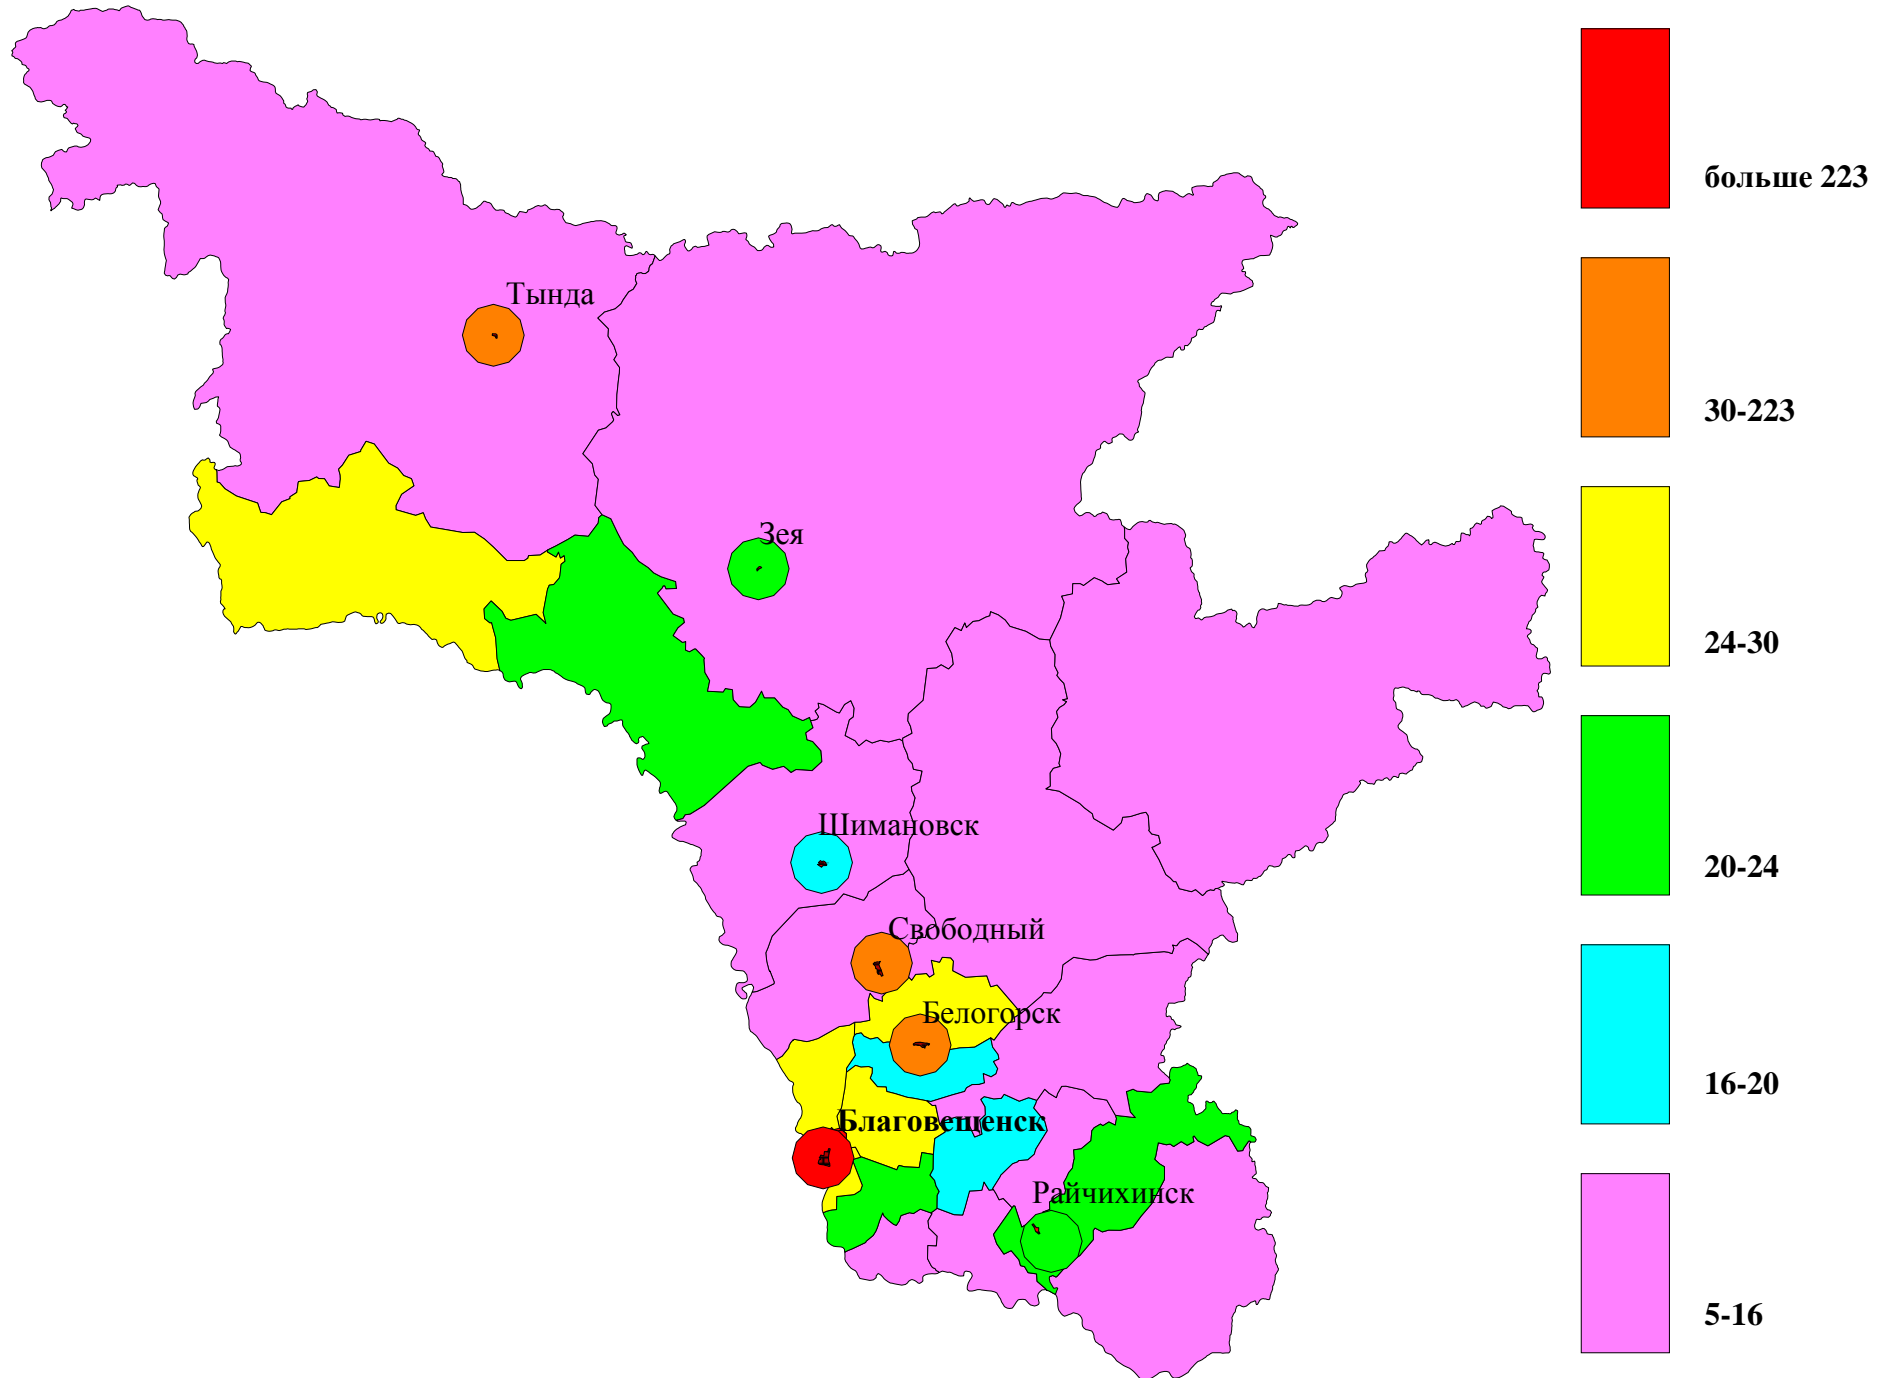 больше 223
Тында
30-223
Зея
24-30
Шимановск
20-24
Свободный
Белогорск
16-20
Благовещенск
Райчихинск
5-16